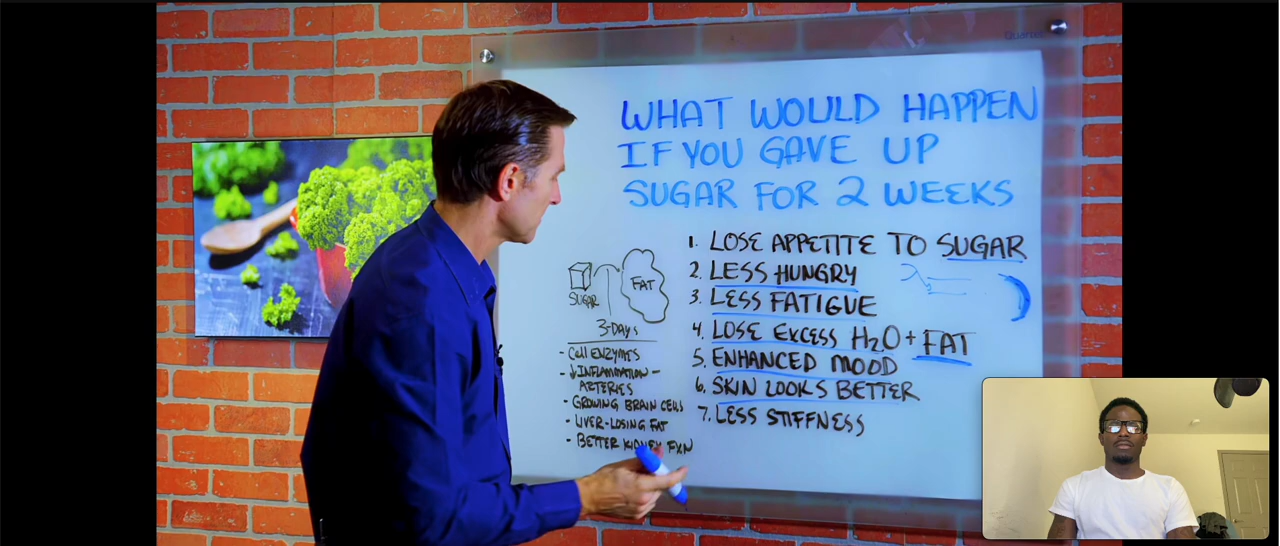 Quartet
WHAT WOULD HAPPEN
IF YOU GAVE UP
SUGAR FOR 2 WEEKS
1. LOSE APPETITE TO SUGAR
2. LESS HUNGRY
3. LESS FATIGUE
4. LOSE EXCESS H₂O + FAT
5. ENHANCED MOOD
6. SKIN LOOKS BETTER
7. LESS STIFFNESS
SUGAR
FAT
3-DAYS
- Cell ENZYMES
- ↓INFLAMMATION -
ARTERIES
- GROWING BRAIN CELLS
- LIVER-LOSING FAT
- BETTER KIDNEY FXN